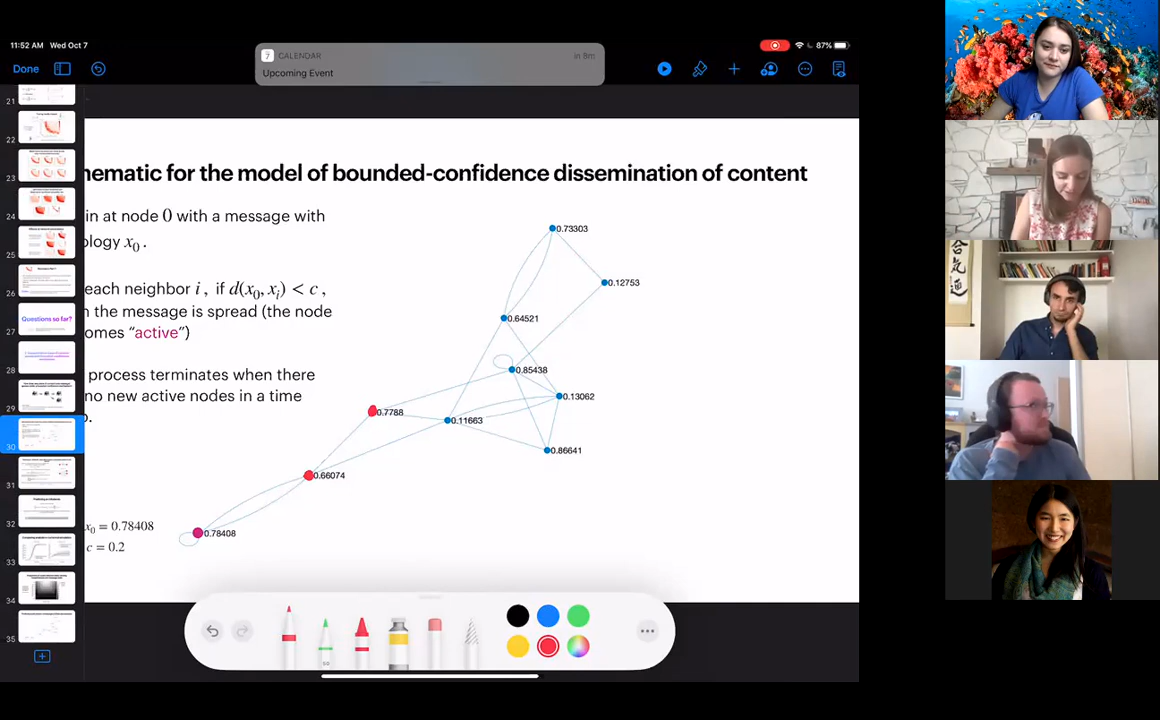 11:52 AM Wed Oct 7
87%
7 CALENDAR
in 8m
Upcoming Event
Done
hematic for the model of bounded-confidence dissemination of content
in at node 0 with a message with
ology x₀ .
each neighbor i , if d(x₀, xᵢ) < c ,
n the message is spread (the node
omes “active”)
process terminates when there
no new active nodes in a time
p.
x₀ = 0.78408
c = 0.2
0.73303
0.12753
0.64521
0.85438
0.13062
0.7788
0.11663
0.86641
0.66074
0.78408
21
22
23
24
25
26
27
Questions so far?
28
29
30
31
32
33
34
35
合気道